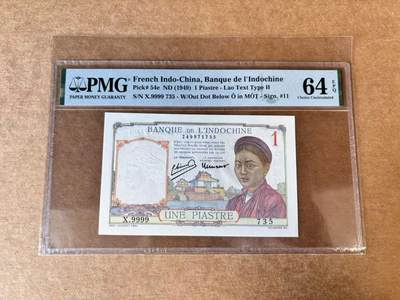 PMG
PAPER MONEY GUARANTY
French Indo-China, Banque de l'Indochine
Pick# 54e ND (1949) 1 Piastre - Lao Text Type II
S/N X.9999 735 - W/Out Dot Below Ô in MỘT - Sign. #11
64 EPQ
Choice Uncirculated
BANQUE DE L'INDOCHINE
249971735
1
UNE PIASTRE
X.9999
735